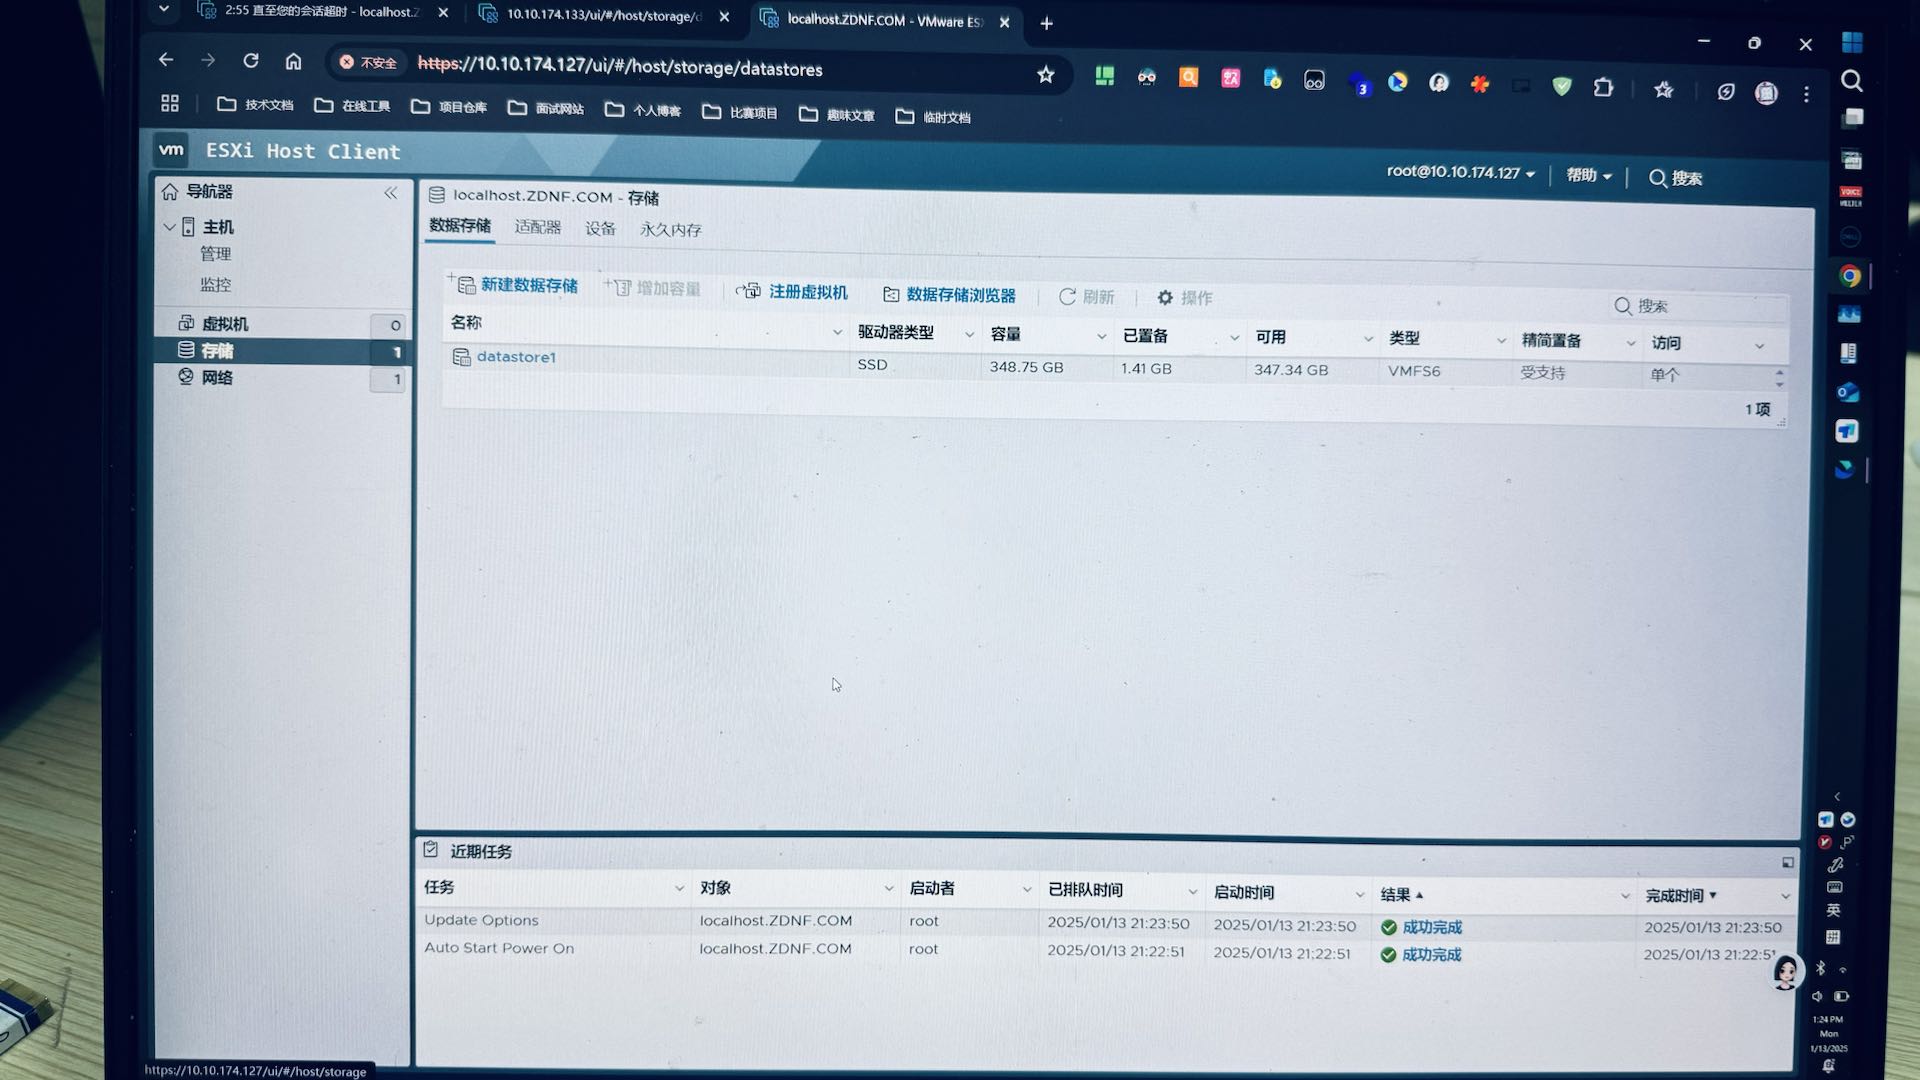 2:55 直至您的会话超时 - localhost.Z
10.10.174.133/ui/#/host/storage/d
localhost.ZDNF.COM - VMware ES
不安全
https://10.10.174.127/ui/#/host/storage/datastores
3
技术文档
在线工具
项目仓库
面试网站
个人博客
比赛项目
趣味文章
临时文档
vm
ESXi Host Client
root@10.10.174.127
帮助
搜索
导航器
主机
管理
监控
虚拟机 0
存储 1
网络 1
localhost.ZDNF.COM - 存储
数据存储 适配器 设备 永久内存
新建数据存储 增加容量 注册虚拟机 数据存储浏览器 刷新 操作
搜索
名称 驱动器类型 容量 已置备 可用 类型 精简置备 访问
datastore1 SSD 348.75 GB 1.41 GB 347.34 GB VMFS6 受支持 单个
1 项
近期任务
任务 对象 启动者 已排队时间 启动时间 结果 完成时间
Update Options localhost.ZDNF.COM root 2025/01/13 21:23:50 2025/01/13 21:23:50 成功完成 2025/01/13 21:23:50
Auto Start Power On localhost.ZDNF.COM root 2025/01/13 21:22:51 2025/01/13 21:22:51 成功完成 2025/01/13 21:22:51
https://10.10.174.127/ui/#/host/storage
英
拼
1:24 PM
Mon
1/13/2025